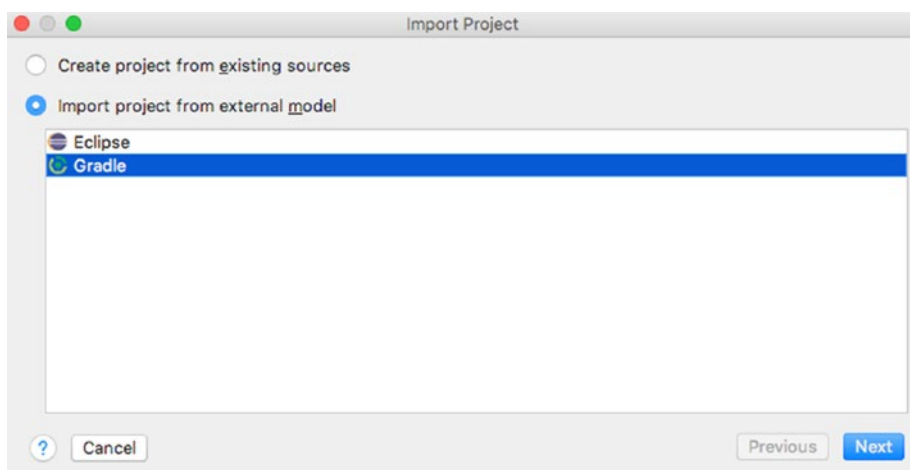 Import Project
Create project from existing sources
Import project from external model
Eclipse
Gradle
? Cancel Previous Next